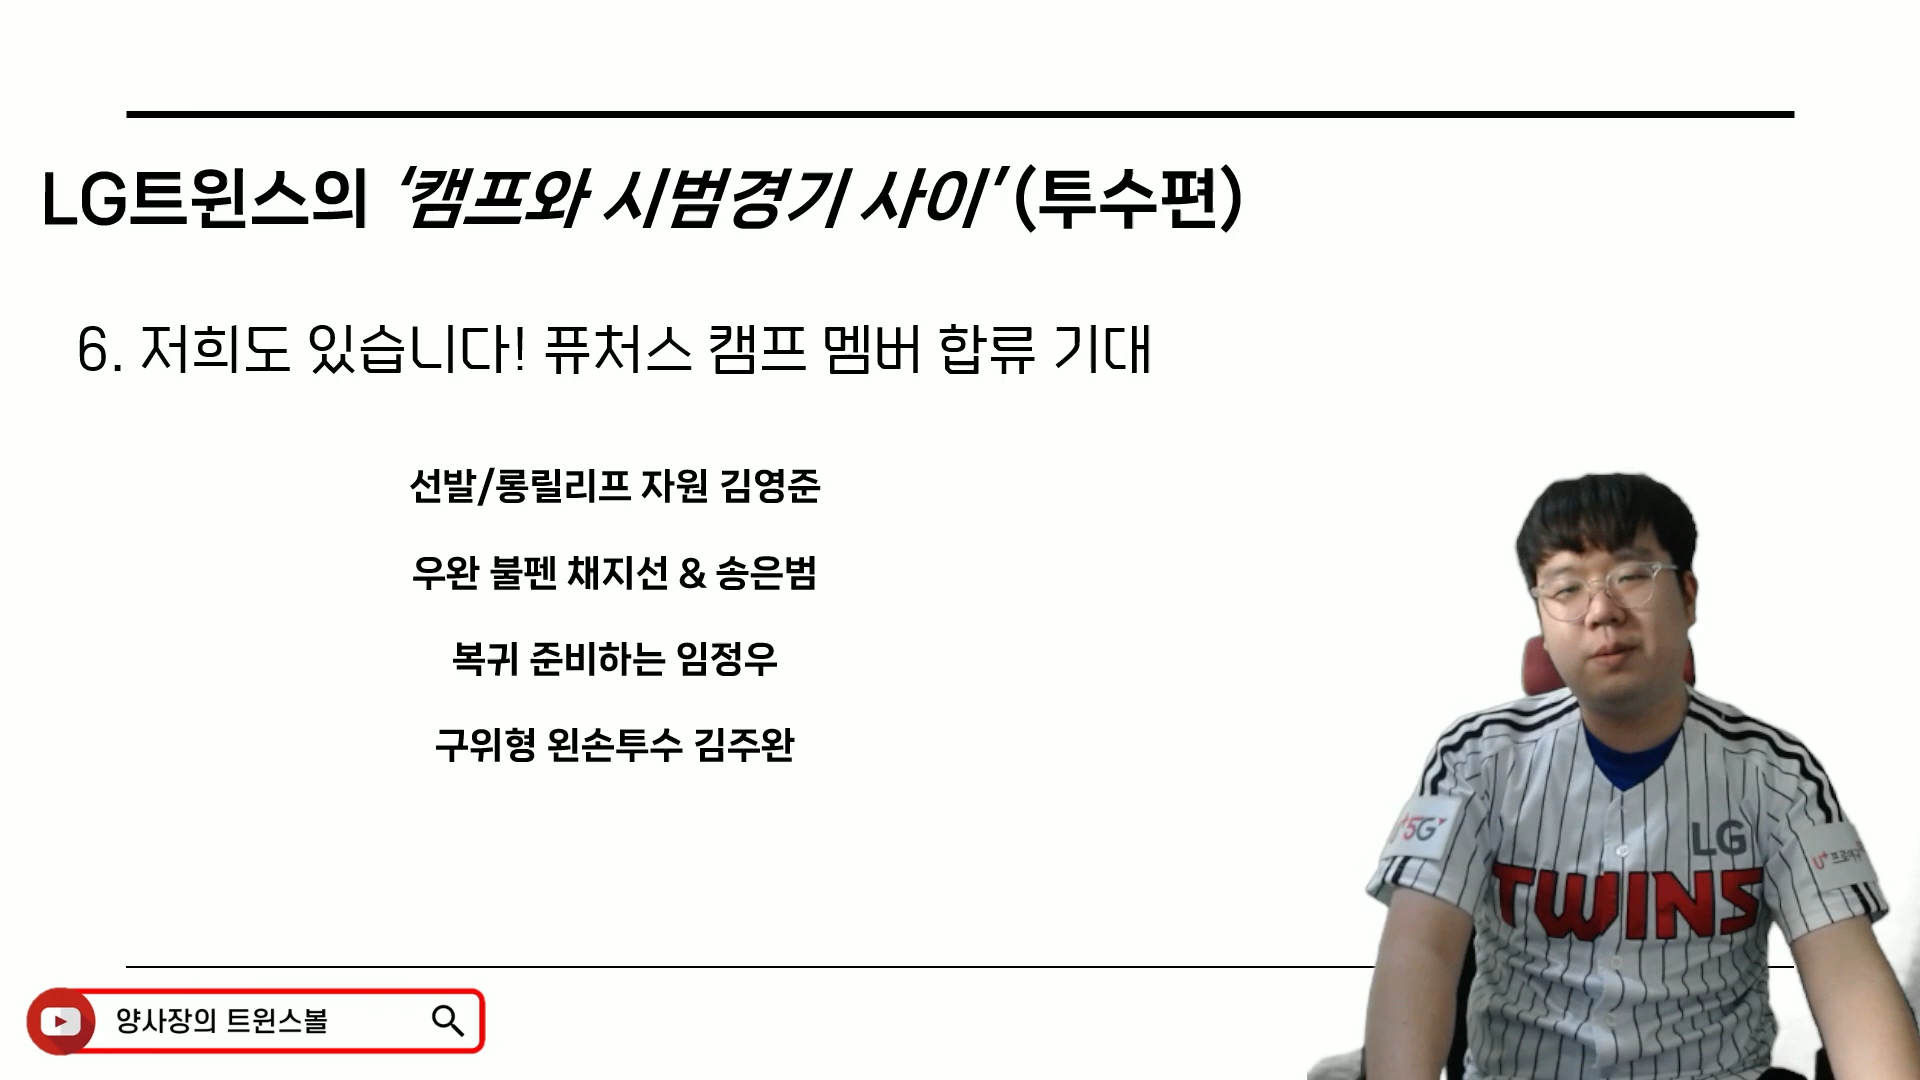 LG트윈스의 ‘캠프와 시범경기 사이’(투수편)
6. 저희도 있습니다! 퓨처스 캠프 멤버 합류 기대
선발/롱릴리프 자원 김영준
우완 불펜 채지선 & 송은범
복귀 준비하는 임정우
구위형 왼손투수 김주완
U+5G
LG
U+프로야구
TWINS
양사장의 트윈스볼